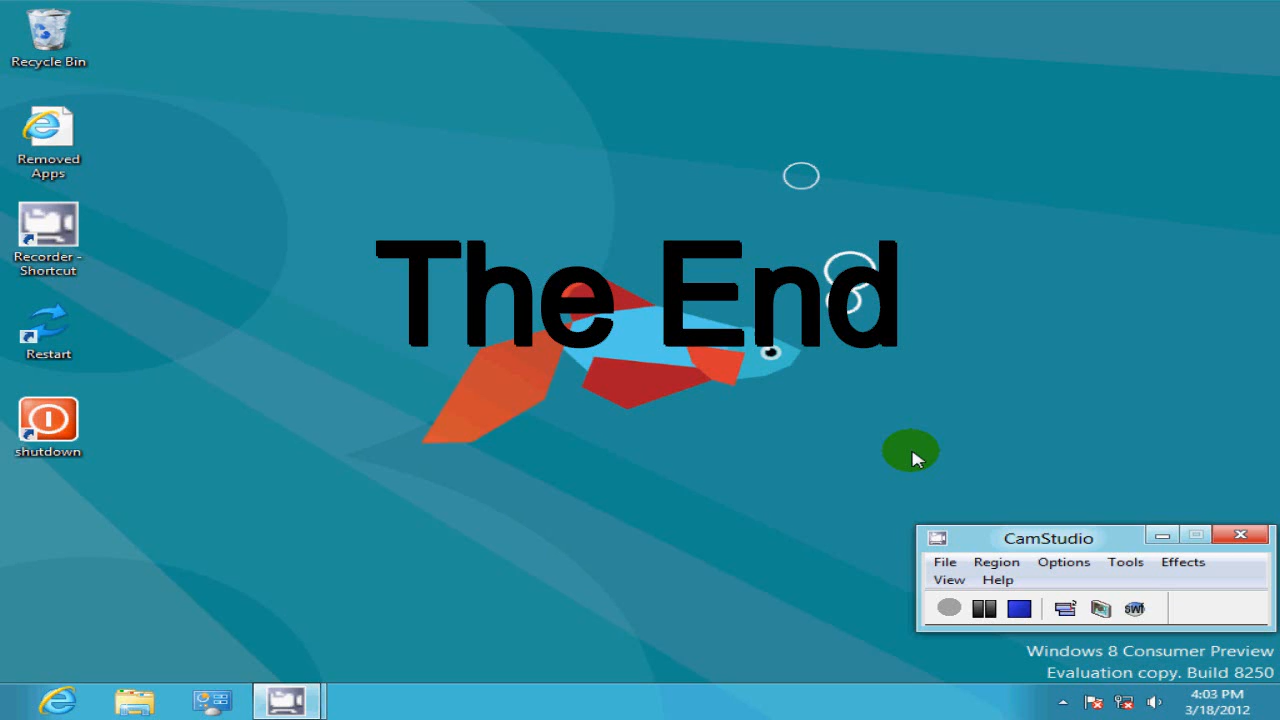 Recycle Bin
Removed
Apps
Recorder -
Shortcut
Restart
shutdown
The End
CamStudio
File Region Options Tools Effects
View Help
SWF
Windows 8 Consumer Preview
Evaluation copy. Build 8250
4:03 PM
3/18/2012